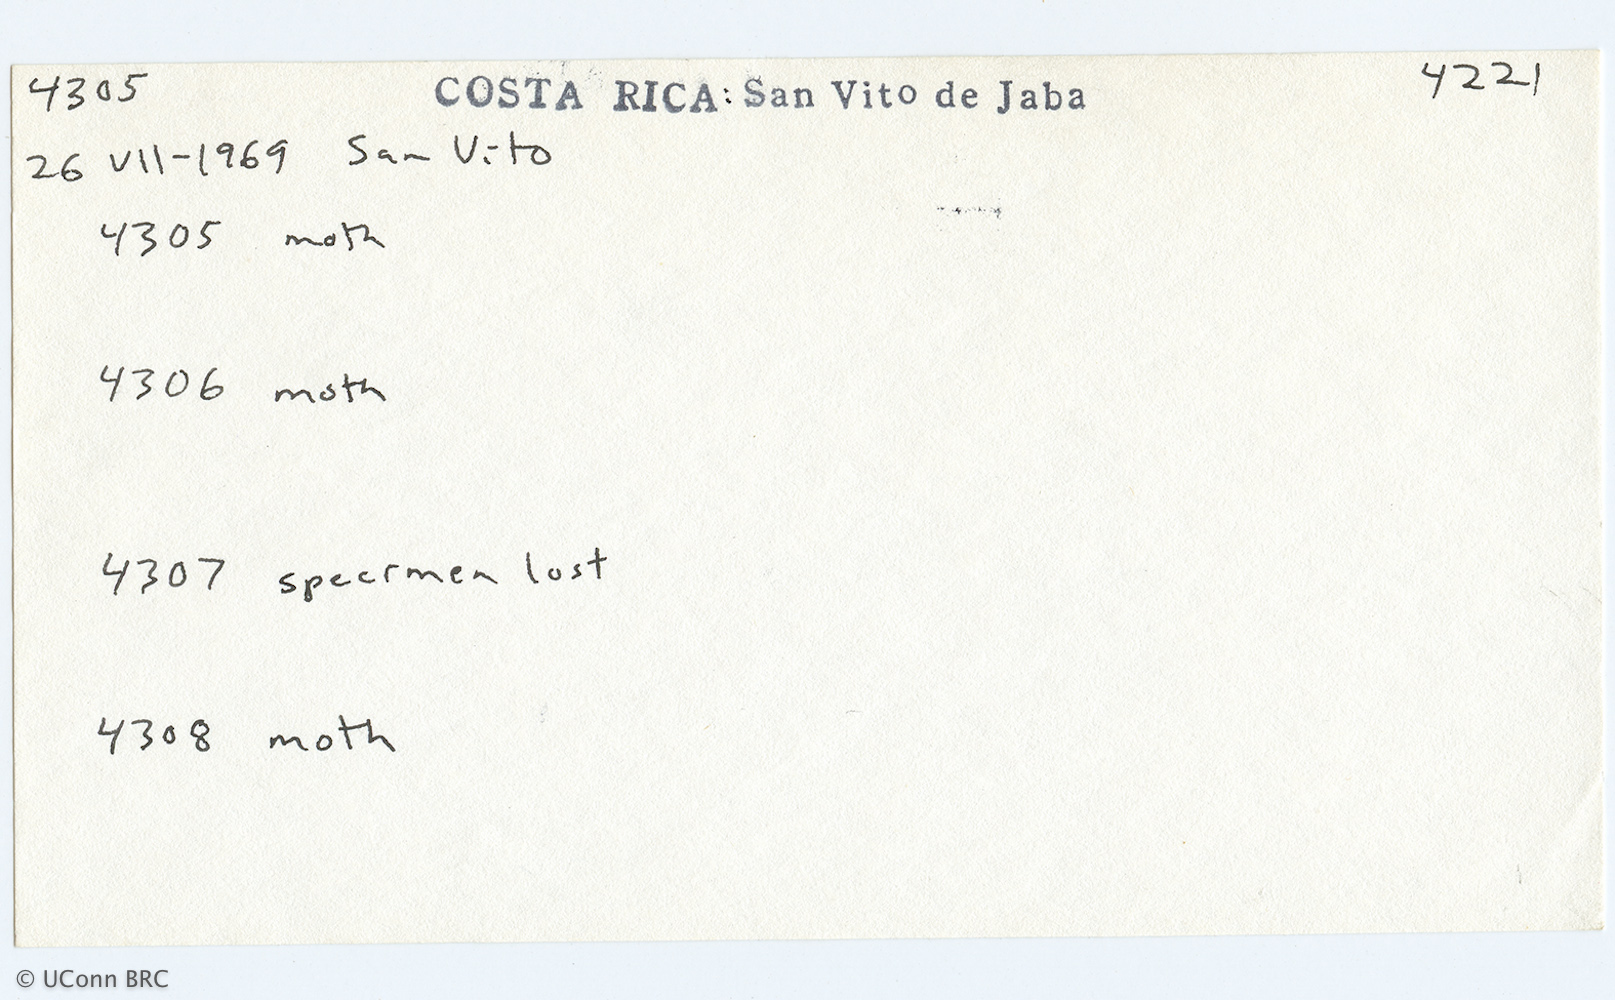 4305 COSTA RICA: San Vito de Jaba 4221
26 VII-1969 San Vito
4305 moth
4306 moth
4307 specimen lost
4308 moth
© UConn BRC